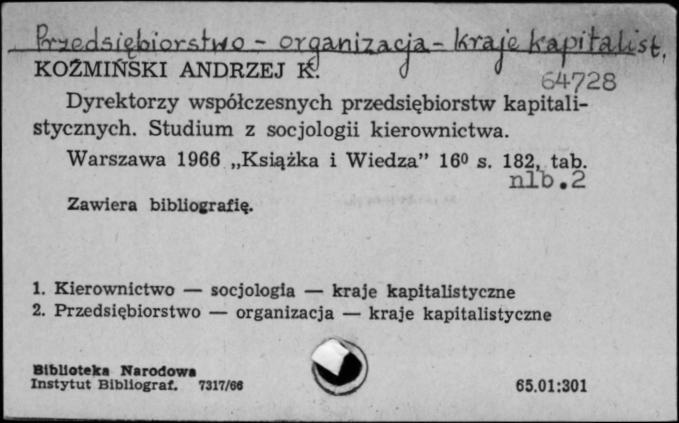 Przedsiębiorstwo - organizacja - kraje kapitalist.
KOŹMIŃSKI ANDRZEJ K.
64728
Dyrektorzy współczesnych przedsiębiorstw kapitali-
stycznych. Studium z socjologii kierownictwa.
Warszawa 1966 „Książka i Wiedza” 16⁰ s. 182, tab.
nlb.2
Zawiera bibliografię.
1. Kierownictwo — socjologia — kraje kapitalistyczne
2. Przedsiębiorstwo — organizacja — kraje kapitalistyczne
Biblioteka Narodowa
Instytut Bibliograf. 7317/66
65.01:301